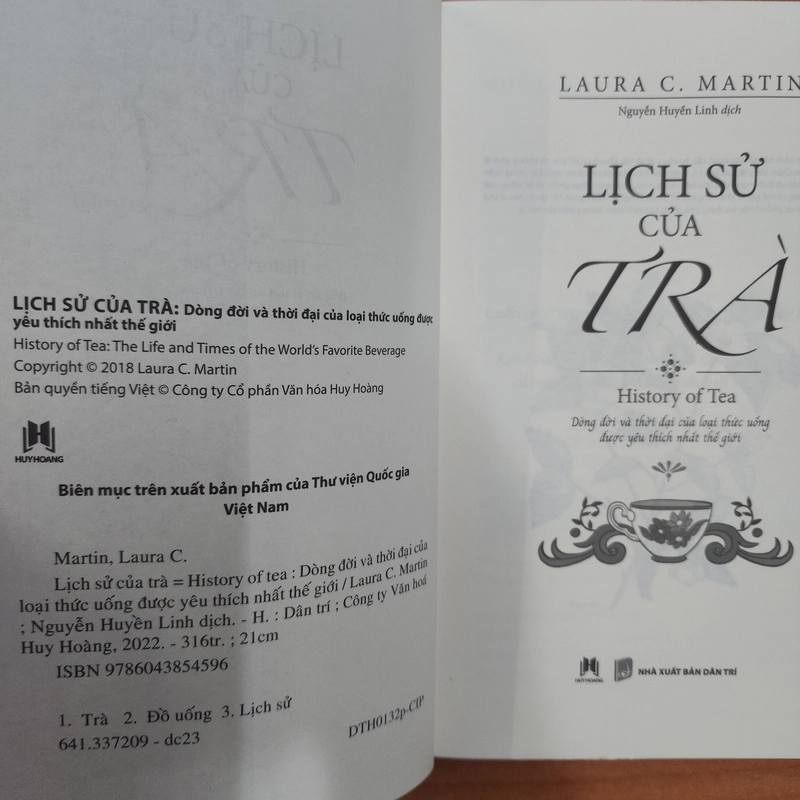 LỊCH SỬ CỦA TRÀ: Dòng đời và thời đại của loại thức uống được
yêu thích nhất thế giới
History of Tea: The Life and Times of the World's Favorite Beverage
Copyright © 2018 Laura C. Martin
Bản quyền tiếng Việt © Công ty Cổ phần Văn hóa Huy Hoàng
HUYHOANG
Biên mục trên xuất bản phẩm của Thư viện Quốc gia
Việt Nam
Martin, Laura C.
Lịch sử của trà = History of tea : Dòng đời và thời đại của
loại thức uống được yêu thích nhất thế giới / Laura C. Martin
; Nguyễn Huyền Linh dịch. - H. : Dân trí ; Công ty Văn hoá
Huy Hoàng, 2022. - 316tr. ; 21cm
ISBN 9786043854596
1. Trà 2. Đồ uống 3. Lịch sử
641.337209 - dc23
DTH0132p-CIP
LAURA C. MARTIN
Nguyễn Huyền Linh dịch
LỊCH SỬ
CỦA
TRÀ
History of Tea
Dòng đời và thời đại của loại thức uống
được yêu thích nhất thế giới
HUYHOANG
NHÀ XUẤT BẢN DÂN TRÍ